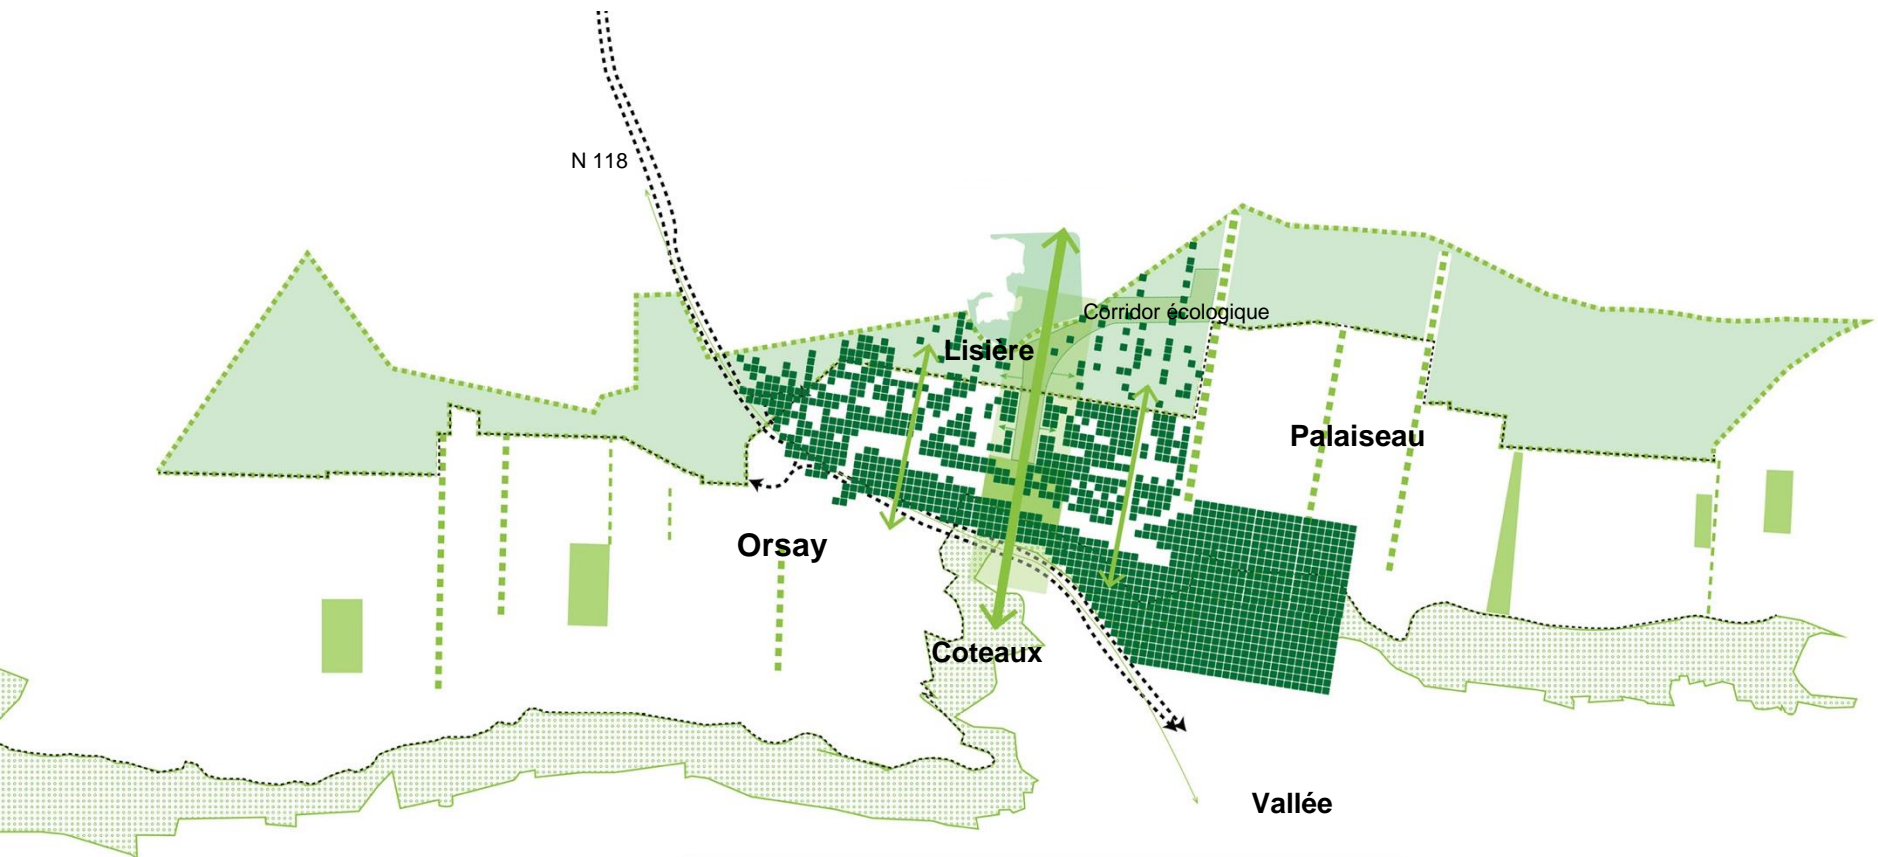 N 118
Corridor écologique
Lisière
Palaiseau
Orsay
Coteaux
Vallée